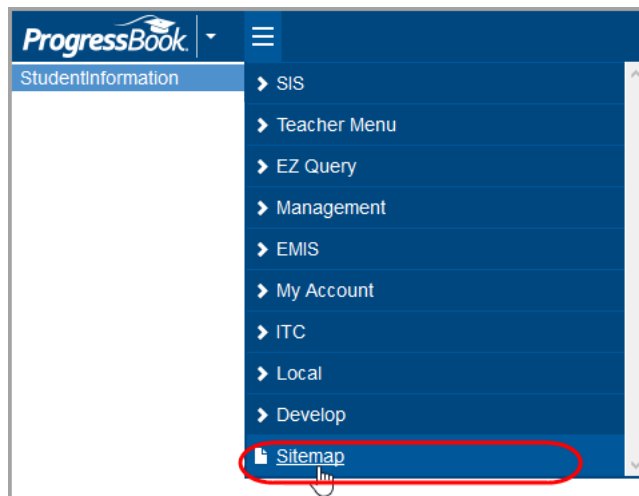 ProgressBook.
StudentInformation
SIS
Teacher Menu
EZ Query
Management
EMIS
My Account
ITC
Local
Develop
Sitemap